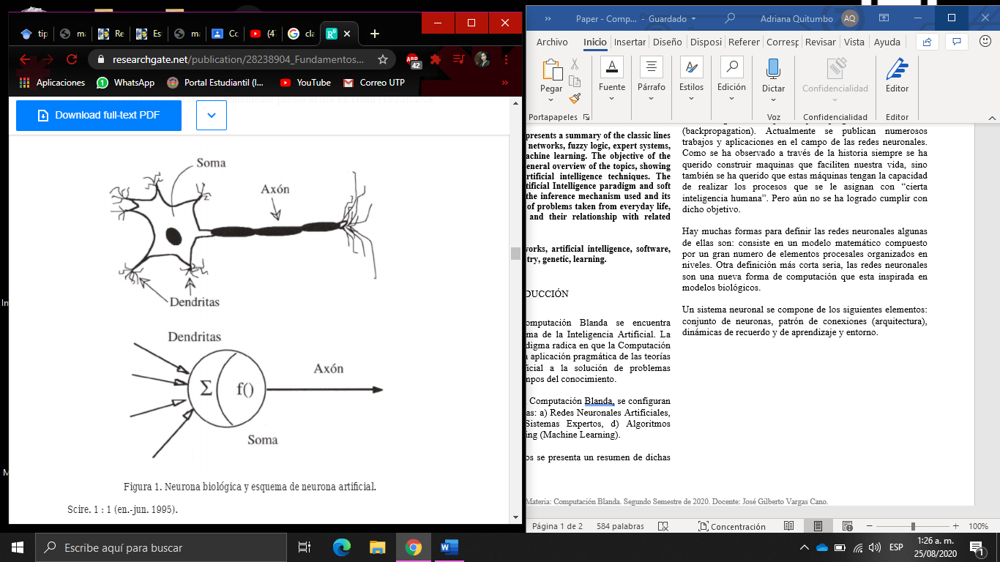 tip
ma
Re
Es
ma
Co
(4
cla
researchgate.net/publication/28238904_Fundamentos...
ABP
42
Aplicaciones
WhatsApp
Portal Estudiantil (I...
YouTube
Correo UTP
»
Download full-text PDF
Soma
Axón
Dendritas
Dendritas
Axón
Σ
f()
Soma
Figura 1. Neurona biológica y esquema de neurona artificial.
Scire. 1 : 1 (en.-jun. 1995).
» Paper - Comp... - Guardado
Adriana Quitumbo
AQ
Archivo Inicio Insertar Diseño Disposi Referer Corresp Revisar Vista Ayuda
Pegar
Fuente
Párrafo
Estilos
Edición
Dictar
Confidencialidad
Editor
Portapapeles
Voz
Confidencialidad
Editor
presents a summary of the classic lines
networks, fuzzy logic, expert systems,
achine learning. The objective of the
eneral overview of the topics, showing
rtificial intelligence techniques. The
tificial Intelligence paradigm and soft
the inference mechanism used and its
of problems taken from everyday life,
and their relationship with related
works, artificial intelligence, software,
try, genetic, learning.
DUCCIÓN
omputación Blanda se encuentra
ma de la Inteligencia Artificial. La
digma radica en que la Computación
a aplicación pragmática de las teorías
ficial a la solución de problemas
mpos del conocimiento.
Computación Blanda, se configuran
as: a) Redes Neuronales Artificiales,
Sistemas Expertos, d) Algoritmos
ing (Machine Learning).
os se presenta un resumen de dichas
(backpropagation). Actualmente se publican numerosos
trabajos y aplicaciones en el campo de las redes neuronales.
Como se ha observado a través de la historia siempre se ha
querido construir maquinas que faciliten nuestra vida, sino
también se ha querido que estas máquinas tengan la capacidad
de realizar los procesos que se le asignan con “cierta
inteligencia humana”. Pero aún no se ha logrado cumplir con
dicho objetivo.
Hay muchas formas para definir las redes neuronales algunas
de ellas son: consiste en un modelo matemático compuesto
por un gran numero de elementos procesales organizados en
niveles. Otra definición más corta seria, las redes neuronales
son una nueva forma de computación que esta inspirada en
modelos biológicos.
Un sistema neuronal se compone de los siguientes elementos:
conjunto de neuronas, patrón de conexiones (arquitectura),
dinámicas de recuerdo y de aprendizaje y entorno.
Materia: Computación Blanda. Segundo Semestre de 2020. Docente: José Gilberto Vargas Cano.
Página 1 de 2
584 palabras
Concentración
100%
In
M
Escribe aquí para buscar
ESP
1:26 a. m.
25/08/2020
1